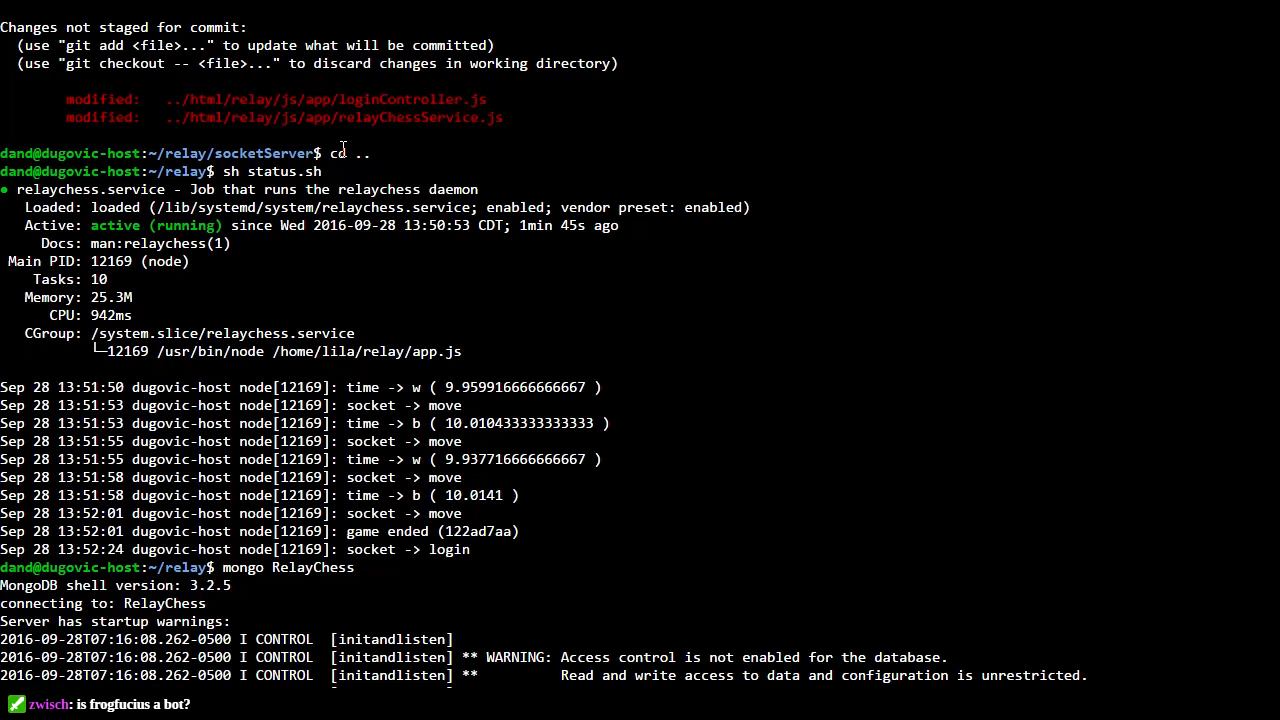 Changes not staged for commit:
(use "git add <file>..." to update what will be committed)
(use "git checkout -- <file>..." to discard changes in working directory)
modified: ../html/relay/js/app/loginController.js
modified: ../html/relay/js/app/relayChessService.js
dand@dugovic-host:~/relay/socketServer$ cd ..
dand@dugovic-host:~/relay$ sh status.sh
● relaychess.service - Job that runs the relaychess daemon
Loaded: loaded (/lib/systemd/system/relaychess.service; enabled; vendor preset: enabled)
Active: active (running) since Wed 2016-09-28 13:50:53 CDT; 1min 45s ago
Docs: man:relaychess(1)
Main PID: 12169 (node)
Tasks: 10
Memory: 25.3M
CPU: 942ms
CGroup: /system.slice/relaychess.service
└─12169 /usr/bin/node /home/lila/relay/app.js
Sep 28 13:51:50 dugovic-host node[12169]: time -> w ( 9.959916666666667 )
Sep 28 13:51:53 dugovic-host node[12169]: socket -> move
Sep 28 13:51:53 dugovic-host node[12169]: time -> b ( 10.010433333333333 )
Sep 28 13:51:55 dugovic-host node[12169]: socket -> move
Sep 28 13:51:55 dugovic-host node[12169]: time -> w ( 9.937716666666667 )
Sep 28 13:51:58 dugovic-host node[12169]: socket -> move
Sep 28 13:51:58 dugovic-host node[12169]: time -> b ( 10.0141 )
Sep 28 13:52:01 dugovic-host node[12169]: socket -> move
Sep 28 13:52:01 dugovic-host node[12169]: game ended (122ad7aa)
Sep 28 13:52:24 dugovic-host node[12169]: socket -> login
dand@dugovic-host:~/relay$ mongo RelayChess
MongoDB shell version: 3.2.5
connecting to: RelayChess
Server has startup warnings:
2016-09-28T07:16:08.262-0500 I CONTROL [initandlisten]
2016-09-28T07:16:08.262-0500 I CONTROL [initandlisten] ** WARNING: Access control is not enabled for the database.
2016-09-28T07:16:08.262-0500 I CONTROL [initandlisten] ** Read and write access to data and configuration is unrestricted.
zwisch: is frogfucius a bot?